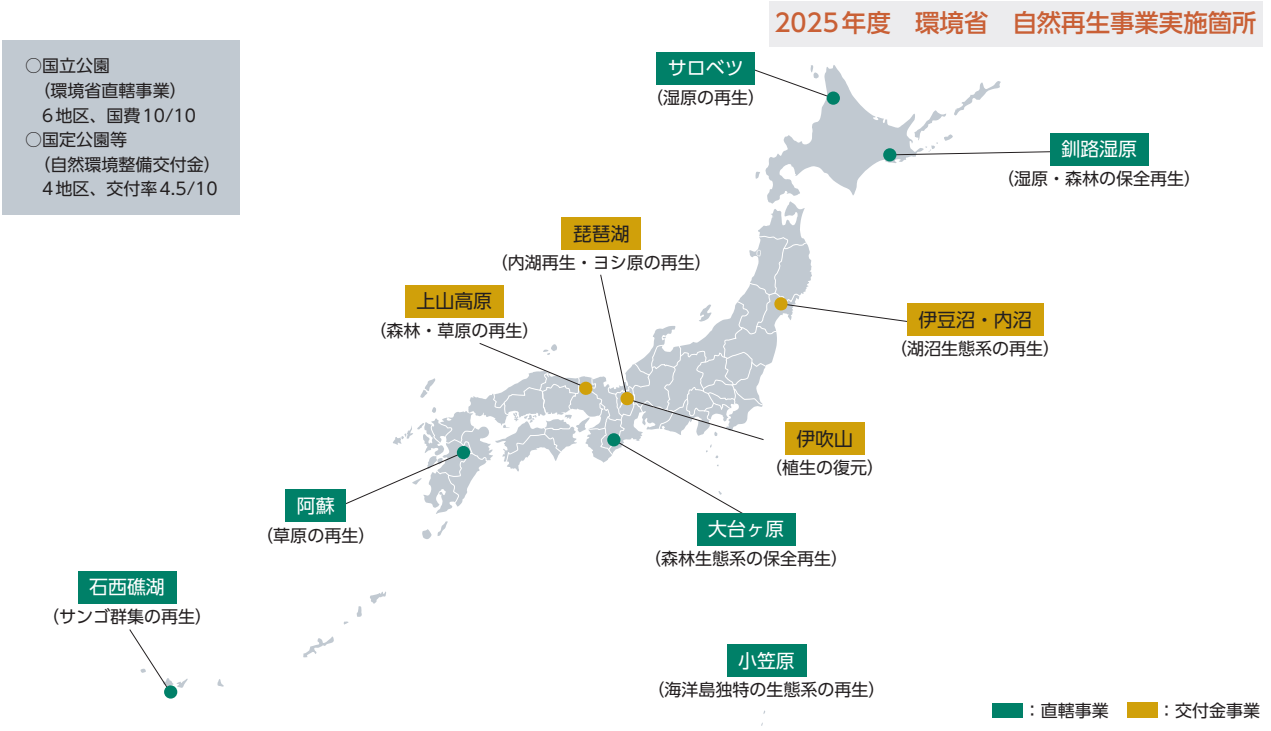 2025年度　環境省　自然再生事業実施箇所
○国立公園
（環境省直轄事業）
6地区、国費10/10
○国定公園等
（自然環境整備交付金）
4地区、交付率4.5/10
サロベツ
（湿原の再生）
釧路湿原
（湿原・森林の保全再生）
琵琶湖
（内湖再生・ヨシ原の再生）
上山高原
（森林・草原の再生）
伊豆沼・内沼
（湖沼生態系の再生）
伊吹山
（植生の復元）
阿蘇
（草原の再生）
大台ヶ原
（森林生態系の保全再生）
石西礁湖
（サンゴ群集の再生）
小笠原
（海洋島独特の生態系の再生）
：直轄事業
：交付金事業